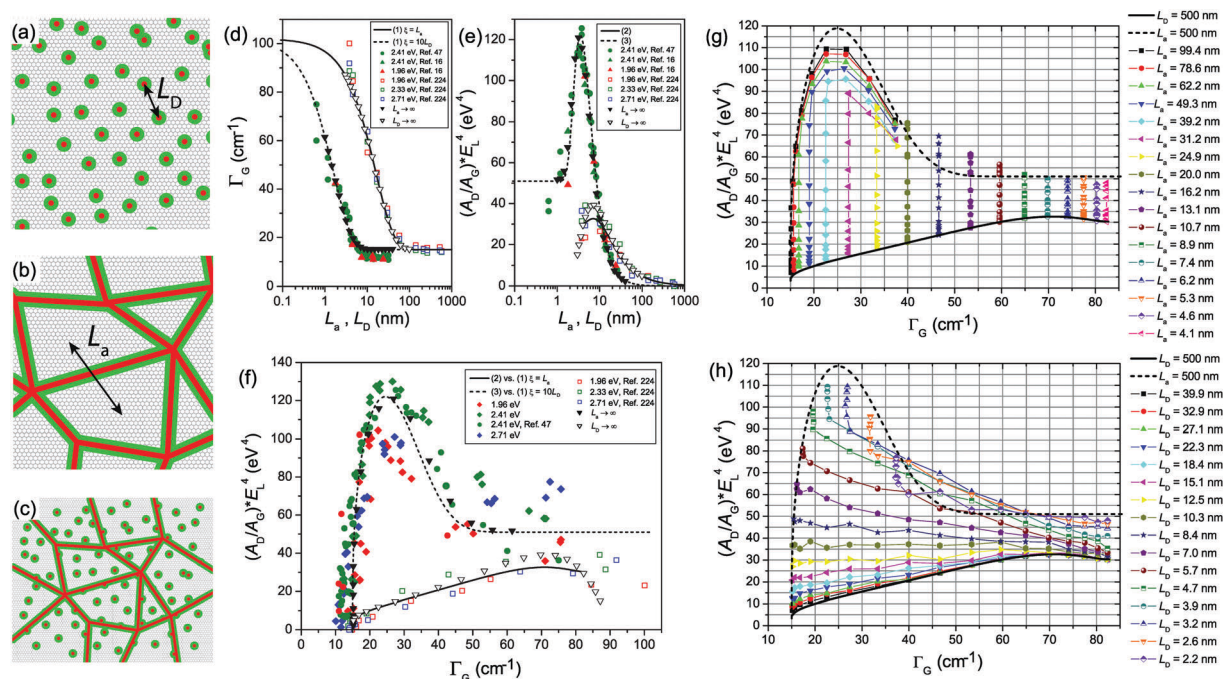 (a)
L_D
(b)
L_a
(c)
(d)
Γ_G (cm⁻¹)
100
80
60
40
20
0
0.1 1 10 100 1000
L_a , L_D (nm)
(1) ξ = L_a
(1) ξ = 10L_D
2.41 eV, Ref. 47
2.41 eV, Ref. 16
1.96 eV, Ref. 16
1.96 eV, Ref. 224
2.33 eV, Ref. 224
2.71 eV, Ref. 224
L_a → ∞
L_D → ∞
(e)
(A_D/A_G)*E_L⁴ (eV⁴)
120
100
80
60
40
20
0
0.1 1 10 100 1000
L_a , L_D (nm)
(2)
(3)
2.41 eV, Ref. 47
2.41 eV, Ref. 16
1.96 eV, Ref. 16
1.96 eV, Ref. 224
2.33 eV, Ref. 224
2.71 eV, Ref. 224
L_a → ∞
L_D → ∞
(f)
(A_D/A_G)*E_L⁴ (eV⁴)
140
120
100
80
60
40
20
0
0 10 20 30 40 50 60 70 80 90 100
Γ_G (cm⁻¹)
(2) vs. (1) ξ = L_a
(3) vs. (1) ξ = 10L_D
1.96 eV
2.41 eV
2.41 eV, Ref. 47
2.71 eV
1.96 eV, Ref. 224
2.33 eV, Ref. 224
2.71 eV, Ref. 224
L_a → ∞
L_D → ∞
(g)
(A_D/A_G)*E_L⁴ (eV⁴)
120
110
100
90
80
70
60
50
40
30
20
10
0
10 20 30 40 50 60 70 80
Γ_G (cm⁻¹)
L_D = 500 nm
L_a = 500 nm
L_a = 99.4 nm
L_a = 78.6 nm
L_a = 62.2 nm
L_a = 49.3 nm
L_a = 39.2 nm
L_a = 31.2 nm
L_a = 24.9 nm
L_a = 20.0 nm
L_a = 16.2 nm
L_a = 13.1 nm
L_a = 10.7 nm
L_a = 8.9 nm
L_a = 7.4 nm
L_a = 6.2 nm
L_a = 5.3 nm
L_a = 4.6 nm
L_a = 4.1 nm
(h)
(A_D/A_G)*E_L⁴ (eV⁴)
120
110
100
90
80
70
60
50
40
30
20
10
0
10 20 30 40 50 60 70 80
Γ_G (cm⁻¹)
L_D = 500 nm
L_a = 500 nm
L_D = 39.9 nm
L_D = 32.9 nm
L_D = 27.1 nm
L_D = 22.3 nm
L_D = 18.4 nm
L_D = 15.1 nm
L_D = 12.5 nm
L_D = 10.3 nm
L_D = 8.4 nm
L_D = 7.0 nm
L_D = 5.7 nm
L_D = 4.7 nm
L_D = 3.9 nm
L_D = 3.2 nm
L_D = 2.6 nm
L_D = 2.2 nm